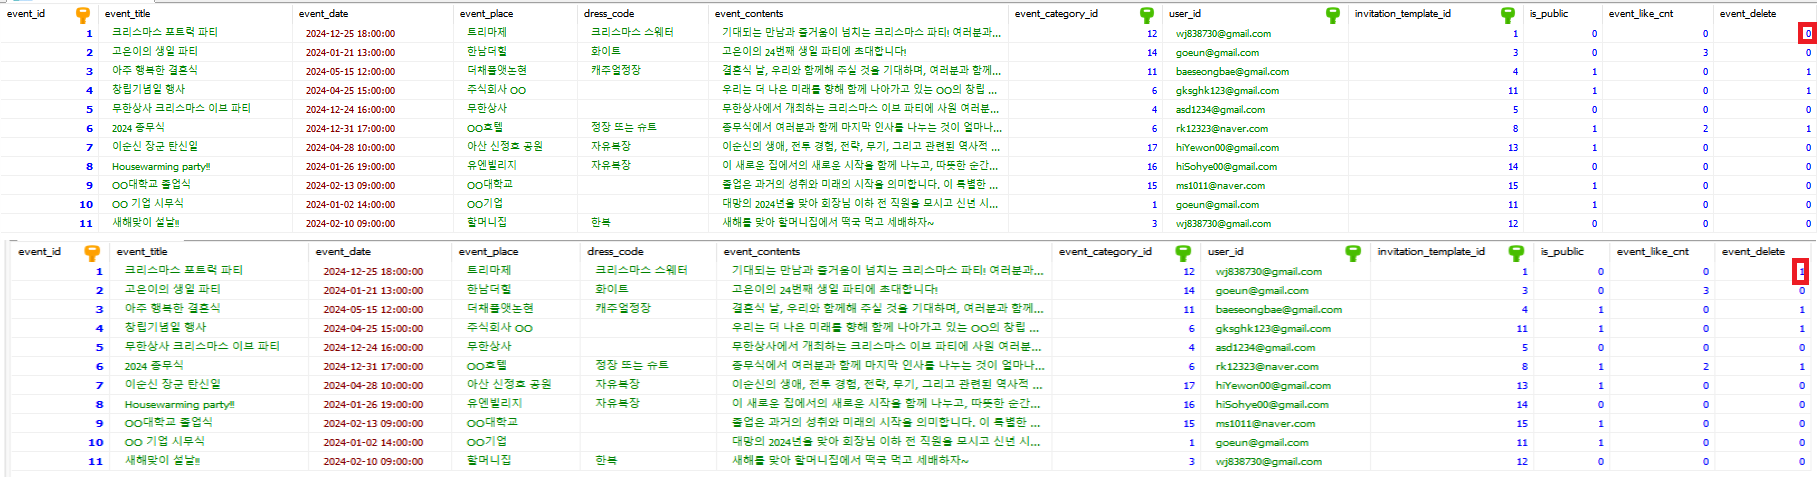 event_id event_title event_date event_place dress_code event_contents event_category_id user_id invitation_template_id is_public event_like_cnt event_delete
1 크리스마스 포트럭 파티 2024-12-25 18:00:00 트리마제 크리스마스 스웨터 기대되는 만남과 즐거움이 넘치는 크리스마스 파티! 여러분과... 12 wj838730@gmail.com 1 0 0 0
2 고은이의 생일 파티 2024-01-21 13:00:00 한남더힐 화이트 고은이의 24번째 생일 파티에 초대합니다! 14 goeun@gmail.com 3 0 3 0
3 아주 행복한 결혼식 2024-05-15 12:00:00 더채플앳논현 캐주얼정장 결혼식 날, 우리와 함께해 주실 것을 기대하며, 여러분과 함께... 11 baeseongbae@gmail.com 4 1 0 1
4 창립기념일 행사 2024-04-25 15:00:00 주식회사 OO 우리는 더 나은 미래를 향해 함께 나아가고 있는 OO의 창립 ... 6 gksghk123@gmail.com 11 1 0 1
5 무한상사 크리스마스 이브 파티 2024-12-24 16:00:00 무한상사 무한상사에서 개최하는 크리스마스 이브 파티에 사원 여러분... 4 asd1234@gmail.com 5 0 0 0
6 2024 종무식 2024-12-31 17:00:00 OO호텔 정장 또는 슈트 종무식에서 여러분과 함께 마지막 인사를 나누는 것이 얼마나... 6 rk12323@naver.com 8 1 2 1
7 이순신 장군 탄신일 2024-04-28 10:00:00 아산 신정호 공원 자유복장 이순신의 생애, 전투 경험, 전략, 무기, 그리고 관련된 역사적 ... 17 hiYewon00@gmail.com 13 1 0 0
8 Housewarming party!! 2024-01-26 19:00:00 유엔빌리지 자유복장 이 새로운 집에서의 새로운 시작을 함께 나누고, 따뜻한 순간... 16 hiSohye00@gmail.com 14 0 0 0
9 OO대학교 졸업식 2024-02-13 09:00:00 OO대학교 졸업은 과거의 성취와 미래의 시작을 의미합니다. 이 특별한 ... 15 ms1011@naver.com 15 1 0 0
10 OO 기업 시무식 2024-01-02 14:00:00 OO기업 대망의 2024년을 맞아 회장님 이하 전 직원을 모시고 신년 시... 1 goeun@gmail.com 11 1 0 0
11 새해맞이 설날!! 2024-02-10 09:00:00 할머니집 한복 새해를 맞아 할머니집에서 떡국 먹고 세배하자~ 3 wj838730@gmail.com 12 0 0 0
event_id event_title event_date event_place dress_code event_contents event_category_id user_id invitation_template_id is_public event_like_cnt event_delete
1 크리스마스 포트럭 파티 2024-12-25 18:00:00 트리마제 크리스마스 스웨터 기대되는 만남과 즐거움이 넘치는 크리스마스 파티! 여러분과... 12 wj838730@gmail.com 1 0 0 1
2 고은이의 생일 파티 2024-01-21 13:00:00 한남더힐 화이트 고은이의 24번째 생일 파티에 초대합니다! 14 goeun@gmail.com 3 0 3 0
3 아주 행복한 결혼식 2024-05-15 12:00:00 더채플앳논현 캐주얼정장 결혼식 날, 우리와 함께해 주실 것을 기대하며, 여러분과 함께... 11 baeseongbae@gmail.com 4 1 0 1
4 창립기념일 행사 2024-04-25 15:00:00 주식회사 OO 우리는 더 나은 미래를 향해 함께 나아가고 있는 OO의 창립 ... 6 gksghk123@gmail.com 11 1 0 1
5 무한상사 크리스마스 이브 파티 2024-12-24 16:00:00 무한상사 무한상사에서 개최하는 크리스마스 이브 파티에 사원 여러분... 4 asd1234@gmail.com 5 0 0 0
6 2024 종무식 2024-12-31 17:00:00 OO호텔 정장 또는 슈트 종무식에서 여러분과 함께 마지막 인사를 나누는 것이 얼마나... 6 rk12323@naver.com 8 1 2 1
7 이순신 장군 탄신일 2024-04-28 10:00:00 아산 신정호 공원 자유복장 이순신의 생애, 전투 경험, 전략, 무기, 그리고 관련된 역사적 ... 17 hiYewon00@gmail.com 13 1 0 0
8 Housewarming party!! 2024-01-26 19:00:00 유엔빌리지 자유복장 이 새로운 집에서의 새로운 시작을 함께 나누고, 따뜻한 순간... 16 hiSohye00@gmail.com 14 0 0 0
9 OO대학교 졸업식 2024-02-13 09:00:00 OO대학교 졸업은 과거의 성취와 미래의 시작을 의미합니다. 이 특별한 ... 15 ms1011@naver.com 15 1 0 0
10 OO 기업 시무식 2024-01-02 14:00:00 OO기업 대망의 2024년을 맞아 회장님 이하 전 직원을 모시고 신년 시... 1 goeun@gmail.com 11 1 0 0
11 새해맞이 설날!! 2024-02-10 09:00:00 할머니집 한복 새해를 맞아 할머니집에서 떡국 먹고 세배하자~ 3 wj838730@gmail.com 12 0 0 0